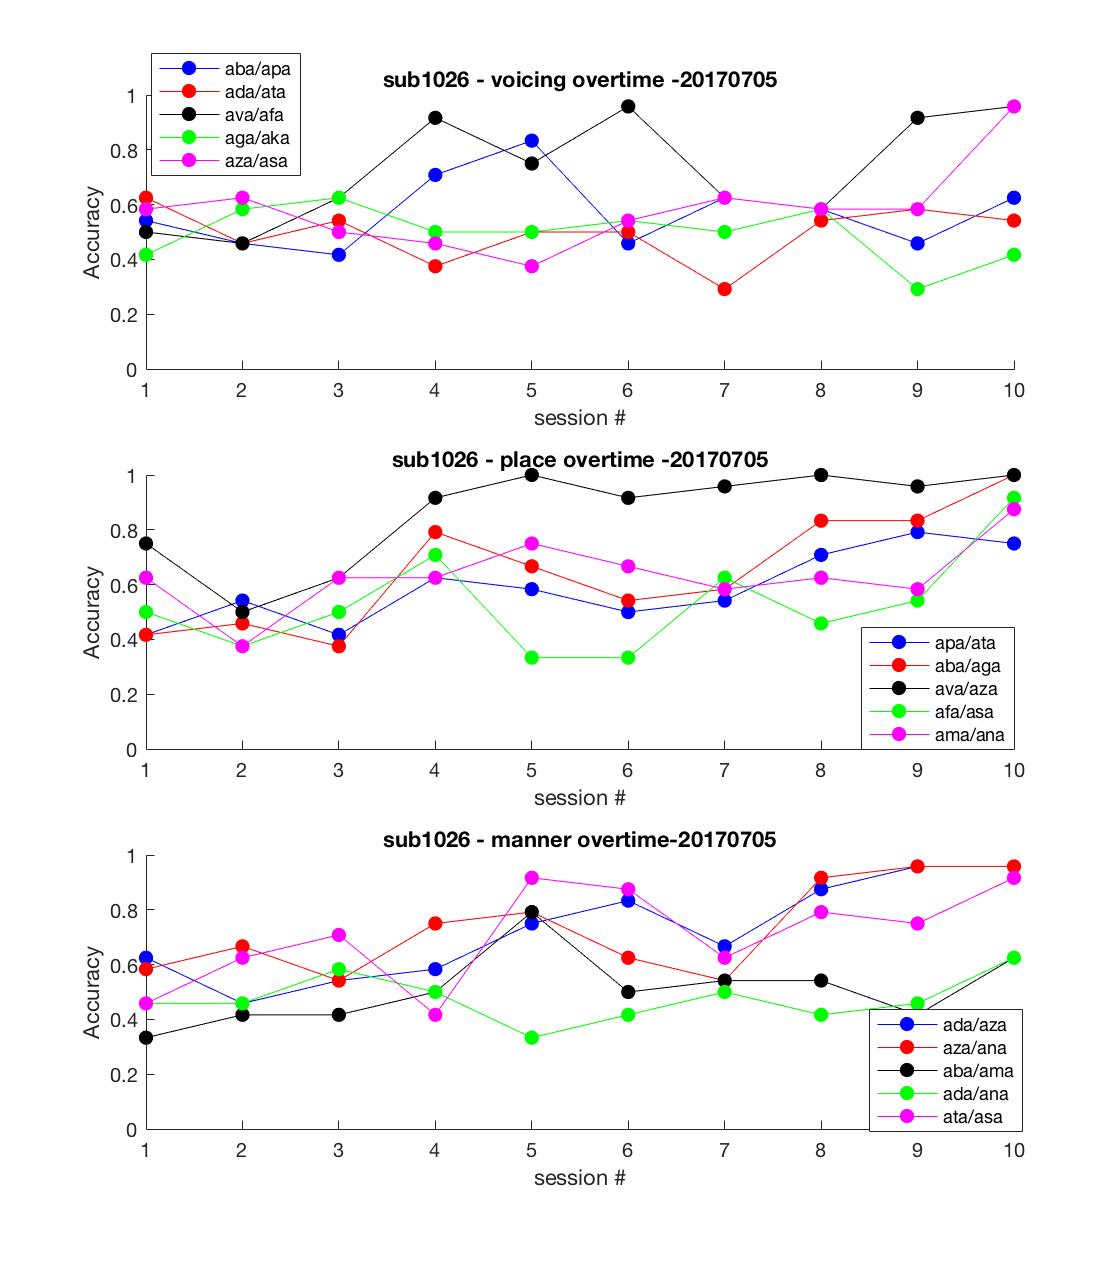 aba/apa
ada/ata
ava/afa
aga/aka
aza/asa
sub1026 - voicing overtime -20170705
1
0.8
0.6
0.4
0.2
0
Accuracy
1 2 3 4 5 6 7 8 9 10
session #
sub1026 - place overtime -20170705
1
0.8
0.6
0.4
0.2
0
Accuracy
apa/ata
aba/aga
ava/aza
afa/asa
ama/ana
1 2 3 4 5 6 7 8 9 10
session #
sub1026 - manner overtime-20170705
1
0.8
0.6
0.4
0.2
0
Accuracy
ada/aza
aza/ana
aba/ama
ada/ana
ata/asa
1 2 3 4 5 6 7 8 9 10
session #